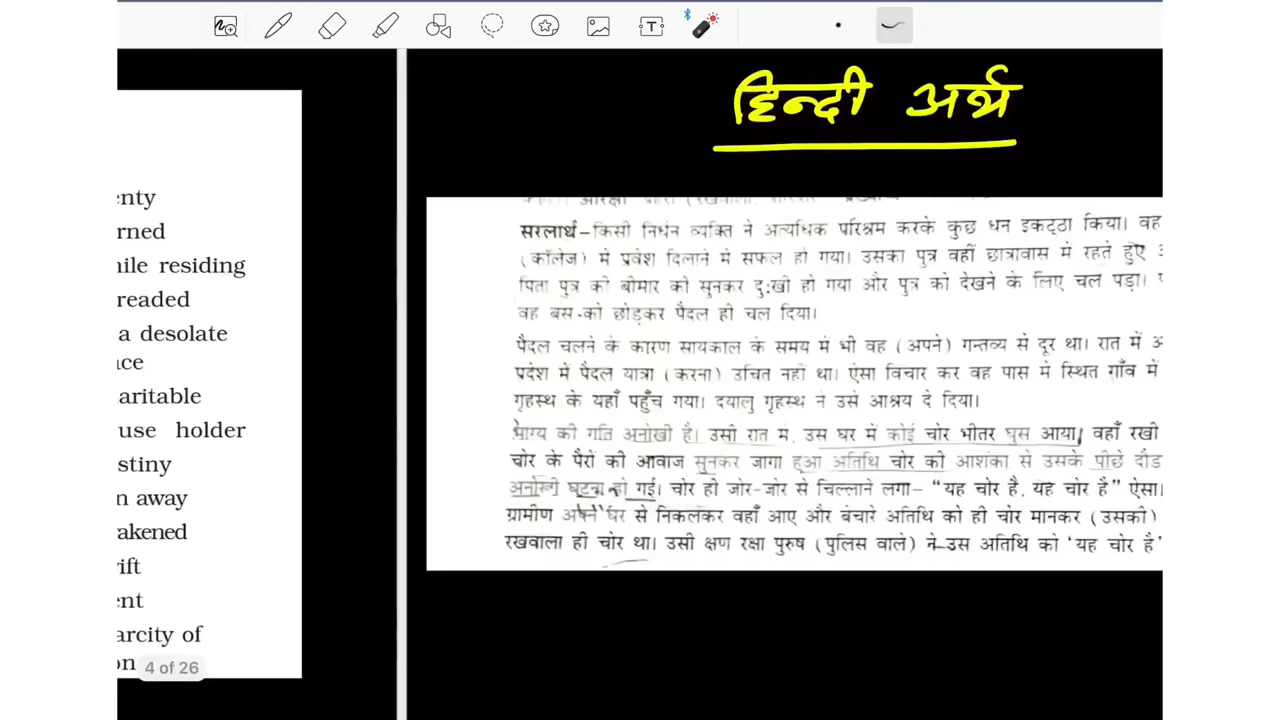 हिन्दी अर्थ
enty
rned
hile residing
readed
a desolate
ce
aritable
use holder
stiny
n away
akened
rift
ent
arcity of
on
4 of 26
सरलार्थ–किसी निर्धन व्यक्ति ने अत्यधिक परिश्रम करके कुछ धन इकट्ठा किया। वह
(कॉलेज) में प्रवेश दिलाने में सफल हो गया। उसका पुत्र वहीं छात्रावास में रहते हुए
पिता पुत्र की बीमार को सुनकर दुःखी हो गया और पुत्र को देखने के लिए चल पड़ा।
वह बस को छोड़कर पैदल ही चल दिया।
पैदल चलने के कारण सायंकाल के समय में भी वह (अपने) गन्तव्य से दूर था। रात में
प्रदेश में पैदल यात्रा (करना) उचित नहीं था। ऐसा विचार कर वह पास में स्थित गाँव में
गृहस्थ के यहाँ पहुँच गया। दयालु गृहस्थ ने उसे आश्रय दे दिया।
भाग्य की गति अनोखी है। उसी रात में, उस घर में कोई चोर भीतर घुस आया, वहाँ रखी
चोर के पैरों की आवाज सुनकर जागा हुआ अतिथि चोर की आशंका से उसके पीछे दौड़
अनोखी घटना हो गई। चोर ही जोर-जोर से चिल्लाने लगा– “यह चोर है, यह चोर है” ऐसा।
ग्रामीण अपने घर से निकलकर वहाँ आए और बेचारे अतिथि को ही चोर मानकर (उसकी)
रखवाला ही चोर था। उसी क्षण रक्षा पुरुष (पुलिस वाले) ने उस अतिथि को ‘यह चोर है’